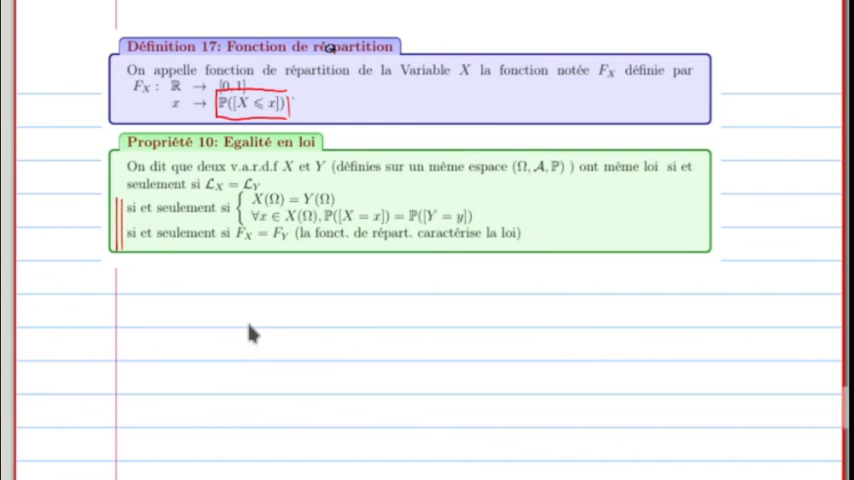 Définition 17: Fonction de répartition
On appelle fonction de répartition de la Variable X la fonction notée F_X définie par
F_X : ℝ → [0,1]
x → ℙ([X ⩽ x])
Propriété 10: Egalité en loi
On dit que deux v.a.r.d.f X et Y (définies sur un même espace (Ω, 𝒜, ℙ) ) ont même loi si et
seulement si ℒ_X = ℒ_Y
si et seulement si { X(Ω) = Y(Ω)
∀x ∈ X(Ω), ℙ([X = x]) = ℙ([Y = y])
si et seulement si F_X = F_Y (la fonct. de répart. caractérise la loi)